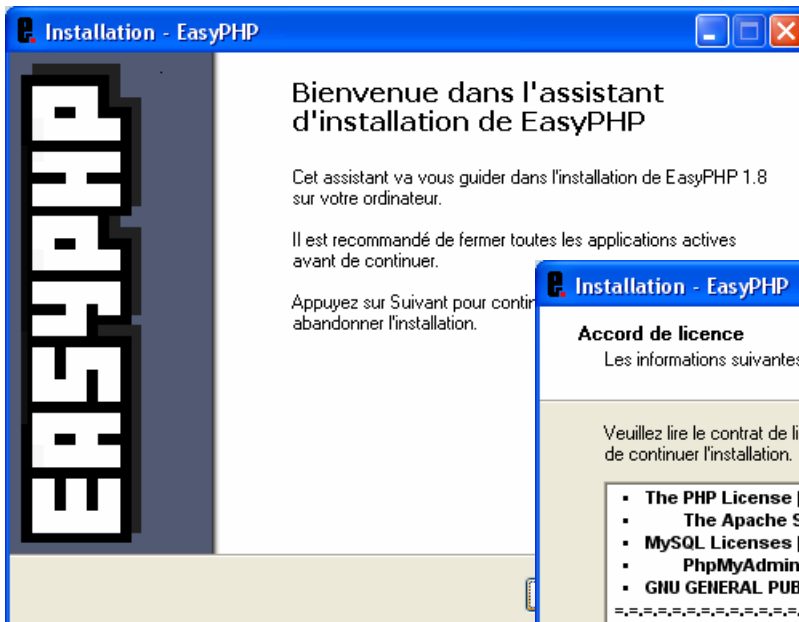 Installation - EasyPHP
EASYPHP
Bienvenue dans l'assistant
d'installation de EasyPHP
Cet assistant va vous guider dans l'installation de EasyPHP 1.8
sur votre ordinateur.
Il est recommandé de fermer toutes les applications actives
avant de continuer.
Appuyez sur Suivant pour
abandonner l'installation.
Installation - EasyPHP
Accord de licence
Les informations suivantes
Veuillez lire le contrat de
de continuer l'installation.
▪ The PHP License
▪ The Apache
▪ MySQL Licenses
▪ PhpMyAdmin
▪ GNU GENERAL
=-=-=-=-=-=-=-=-=-=-=-=-=-